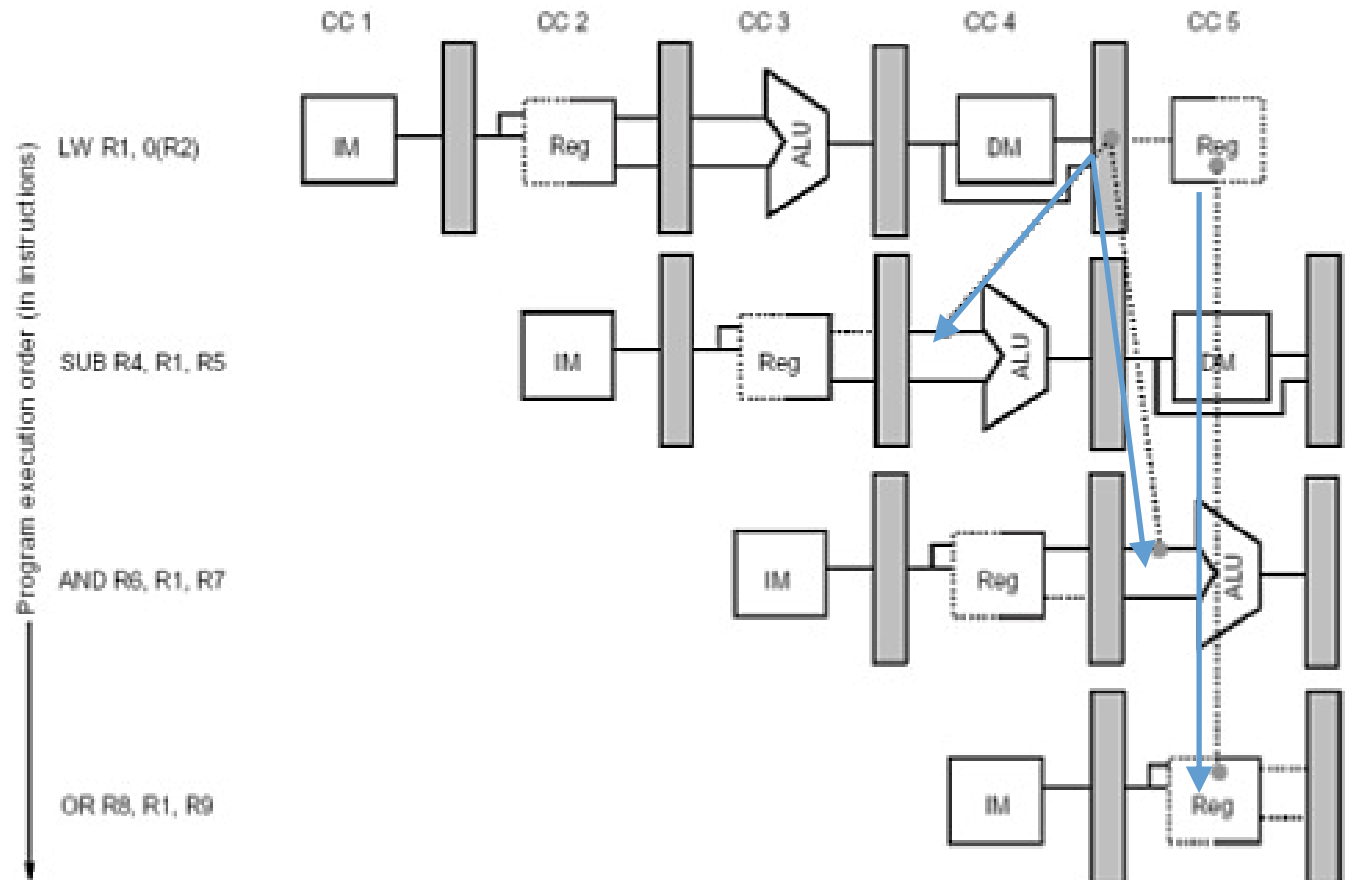 CC 1 CC 2 CC 3 CC 4 CC 5
Program execution order (in instructions)
LW R1, 0(R2) IM Reg ALU DM Reg
SUB R4, R1, R5 IM Reg ALU DM
AND R6, R1, R7 IM Reg ALU
OR R8, R1, R9 IM Reg